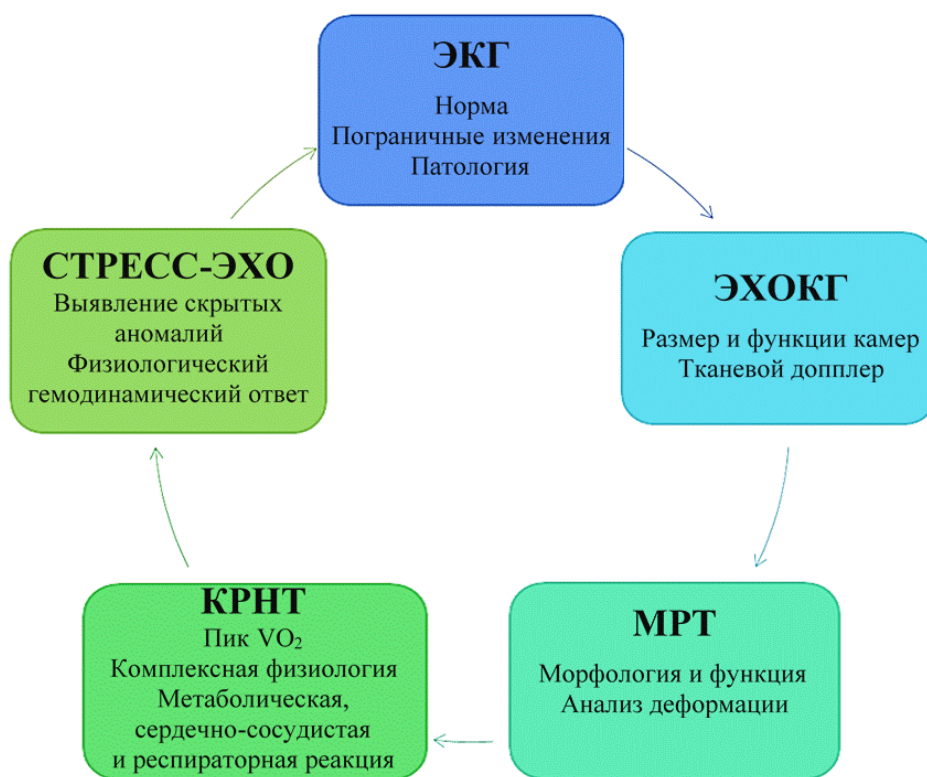 ЭКГ
Норма
Пограничные изменения
Патология
ЭХОКГ
Размер и функции камер
Тканевой допплер
МРТ
Морфология и функция
Анализ деформации
КРНТ
Пик VO₂
Комплексная физиология
Метаболическая,
сердечно-сосудистая
и респираторная реакция
СТРЕСС-ЭХО
Выявление скрытых
аномалий
Физиологический
гемодинамический ответ